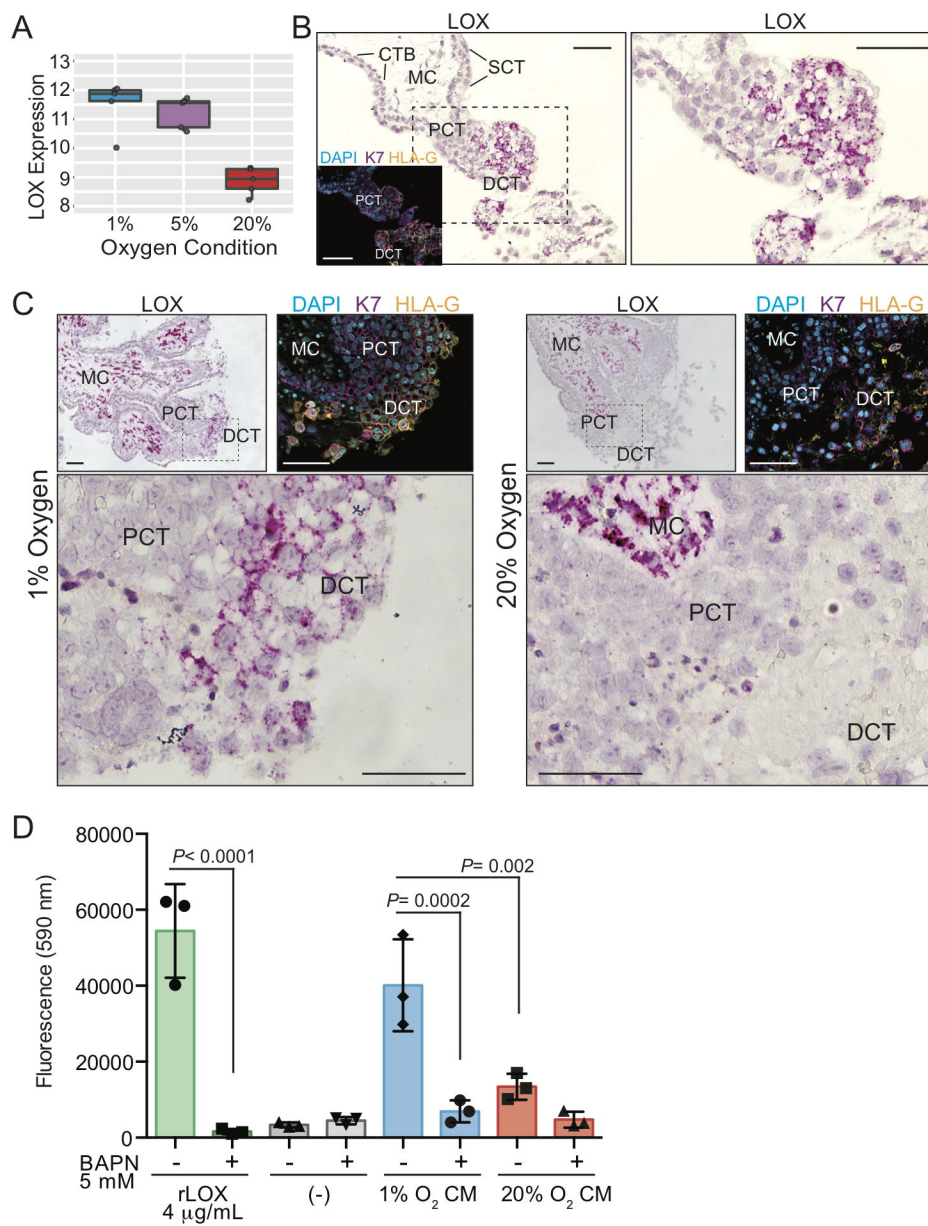 A
13
12
11
10
9
8
LOX Expression
1% 5% 20%
Oxygen Condition
B
LOX
CTB
MC
SCT
PCT
DCT
DAPI K7 HLA-G
PCT
DCT
LOX
C
1% Oxygen
LOX
MC
PCT
DCT
DAPI K7 HLA-G
MC
PCT
DCT
PCT
DCT
20% Oxygen
LOX
MC
PCT
DCT
DAPI K7 HLA-G
MC
PCT
DCT
MC
PCT
DCT
D
80000
60000
40000
20000
0
Fluorescence (590 nm)
P< 0.0001
P= 0.002
P= 0.0002
BAPN
5 mM
- + - + - + - +
rLOX
4 μg/mL
(-)
1% O₂ CM
20% O₂ CM